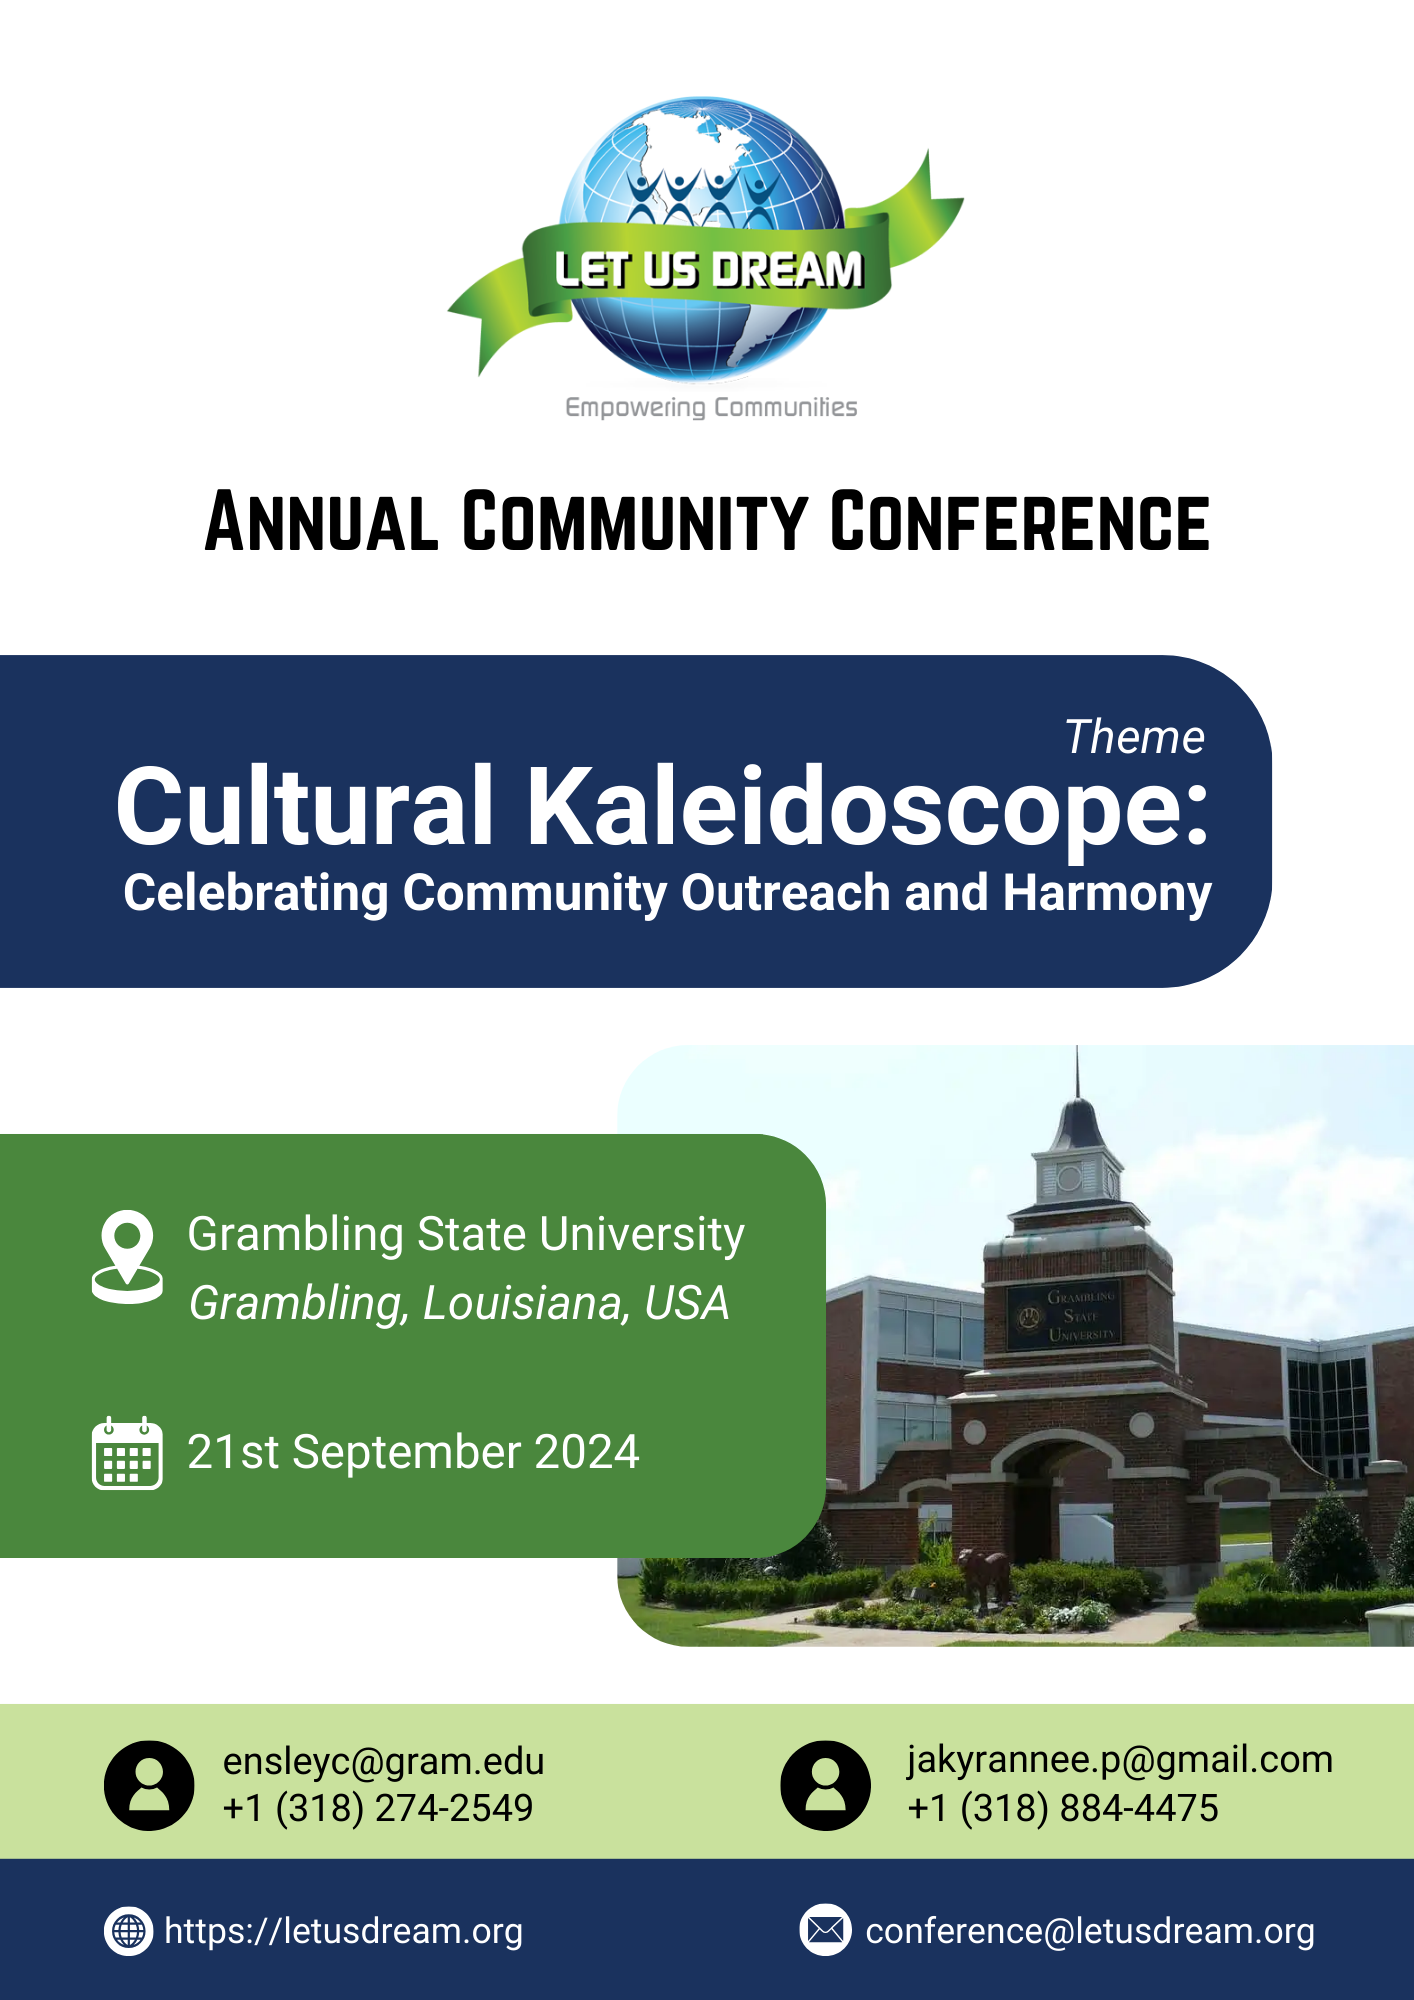 LET US DREAM
Empowering Communities
Annual Community Conference
Theme
Cultural Kaleidoscope:
Celebrating Community Outreach and Harmony
Grambling State University
Grambling, Louisiana, USA
21st September 2024
Grambling
State
University
ensleyc@gram.edu
+1 (318) 274-2549
jakyrannee.p@gmail.com
+1 (318) 884-4475
https://letusdream.org
conference@letusdream.org